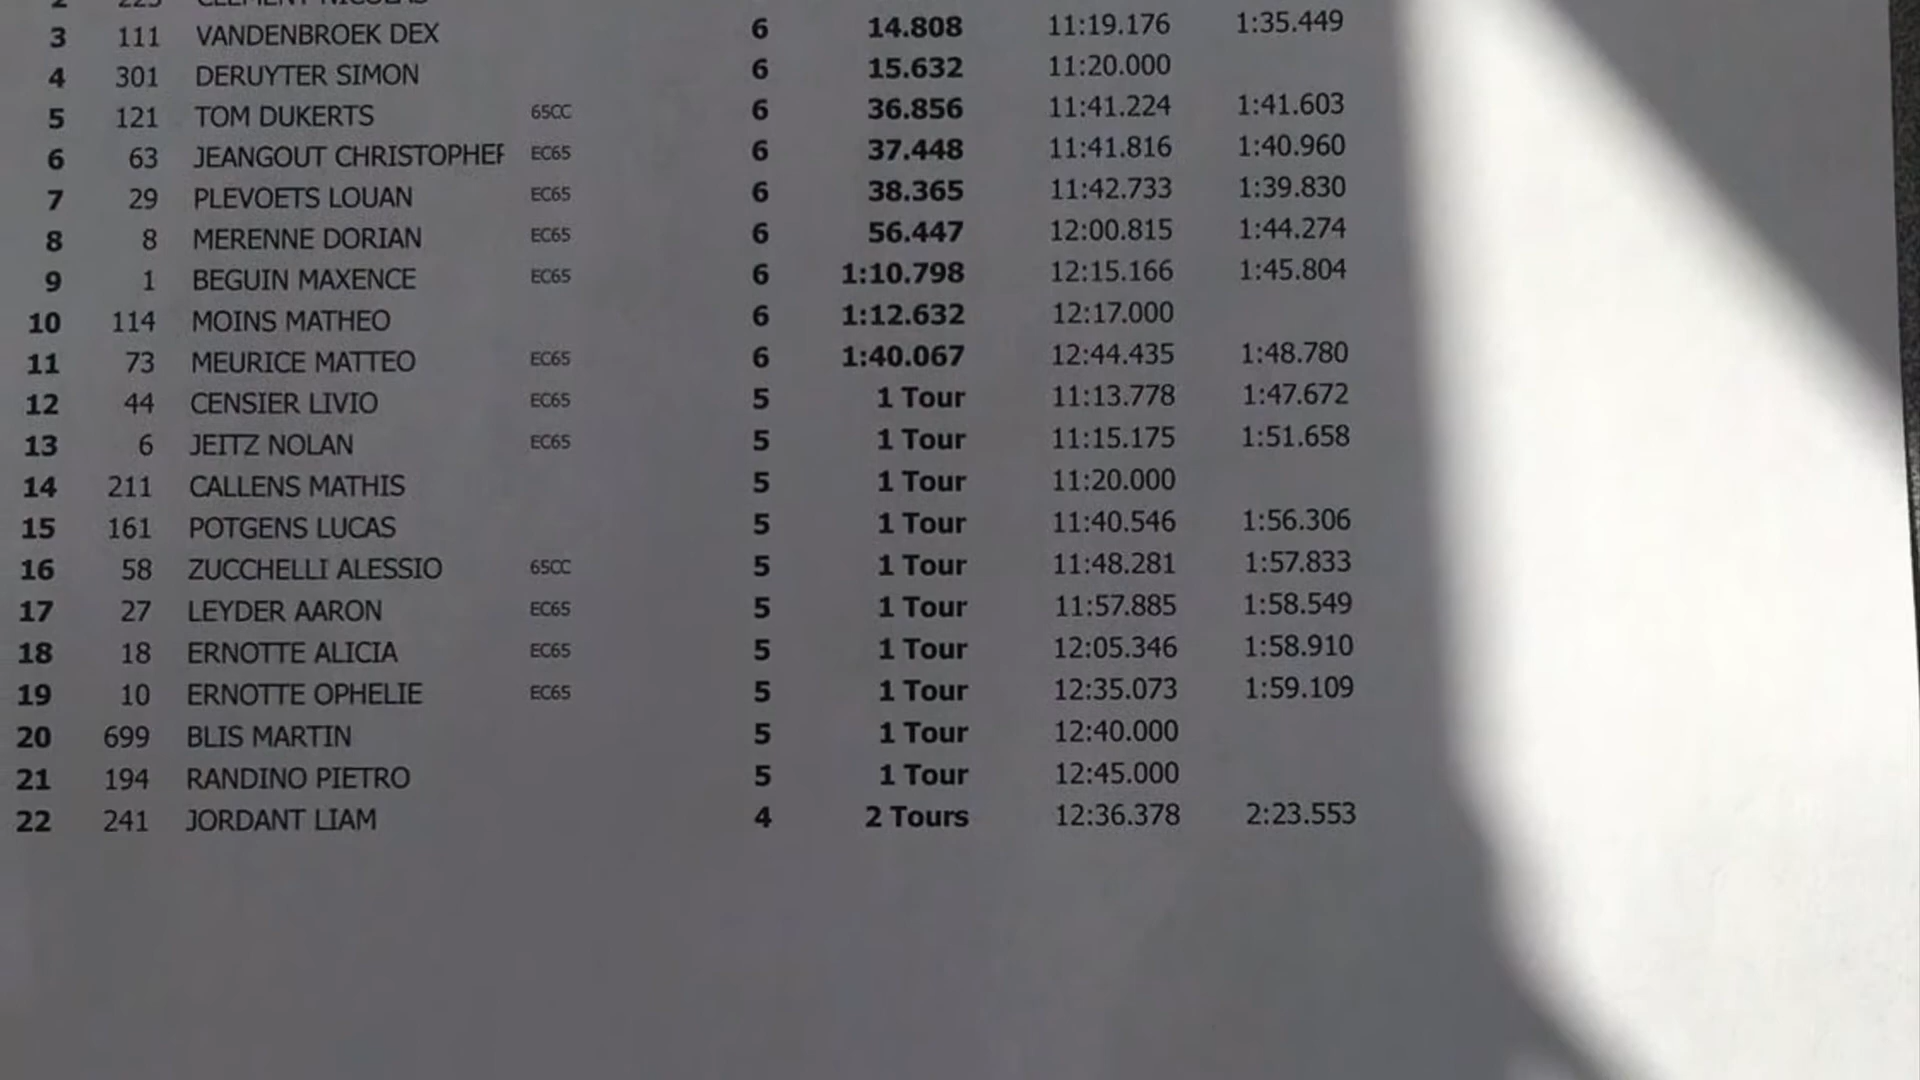 2 223 CLEMENT NICOLAS
3 111 VANDENBROEK DEX 6 14.808 11:19.176 1:35.449
4 301 DERUYTER SIMON 6 15.632 11:20.000
5 121 TOM DUKERTS 65CC 6 36.856 11:41.224 1:41.603
6 63 JEANGOUT CHRISTOPHER EC65 6 37.448 11:41.816 1:40.960
7 29 PLEVOETS LOUAN EC65 6 38.365 11:42.733 1:39.830
8 8 MERENNE DORIAN EC65 6 56.447 12:00.815 1:44.274
9 1 BEGUIN MAXENCE EC65 6 1:10.798 12:15.166 1:45.804
10 114 MOINS MATHEO 6 1:12.632 12:17.000
11 73 MEURICE MATTEO EC65 6 1:40.067 12:44.435 1:48.780
12 44 CENSIER LIVIO EC65 5 1 Tour 11:13.778 1:47.672
13 6 JEITZ NOLAN EC65 5 1 Tour 11:15.175 1:51.658
14 211 CALLENS MATHIS 5 1 Tour 11:20.000
15 161 POTGENS LUCAS 5 1 Tour 11:40.546 1:56.306
16 58 ZUCCHELLI ALESSIO 65CC 5 1 Tour 11:48.281 1:57.833
17 27 LEYDER AARON EC65 5 1 Tour 11:57.885 1:58.549
18 18 ERNOTTE ALICIA EC65 5 1 Tour 12:05.346 1:58.910
19 10 ERNOTTE OPHELIE EC65 5 1 Tour 12:35.073 1:59.109
20 699 BLIS MARTIN 5 1 Tour 12:40.000
21 194 RANDINO PIETRO 5 1 Tour 12:45.000
22 241 JORDANT LIAM 4 2 Tours 12:36.378 2:23.553